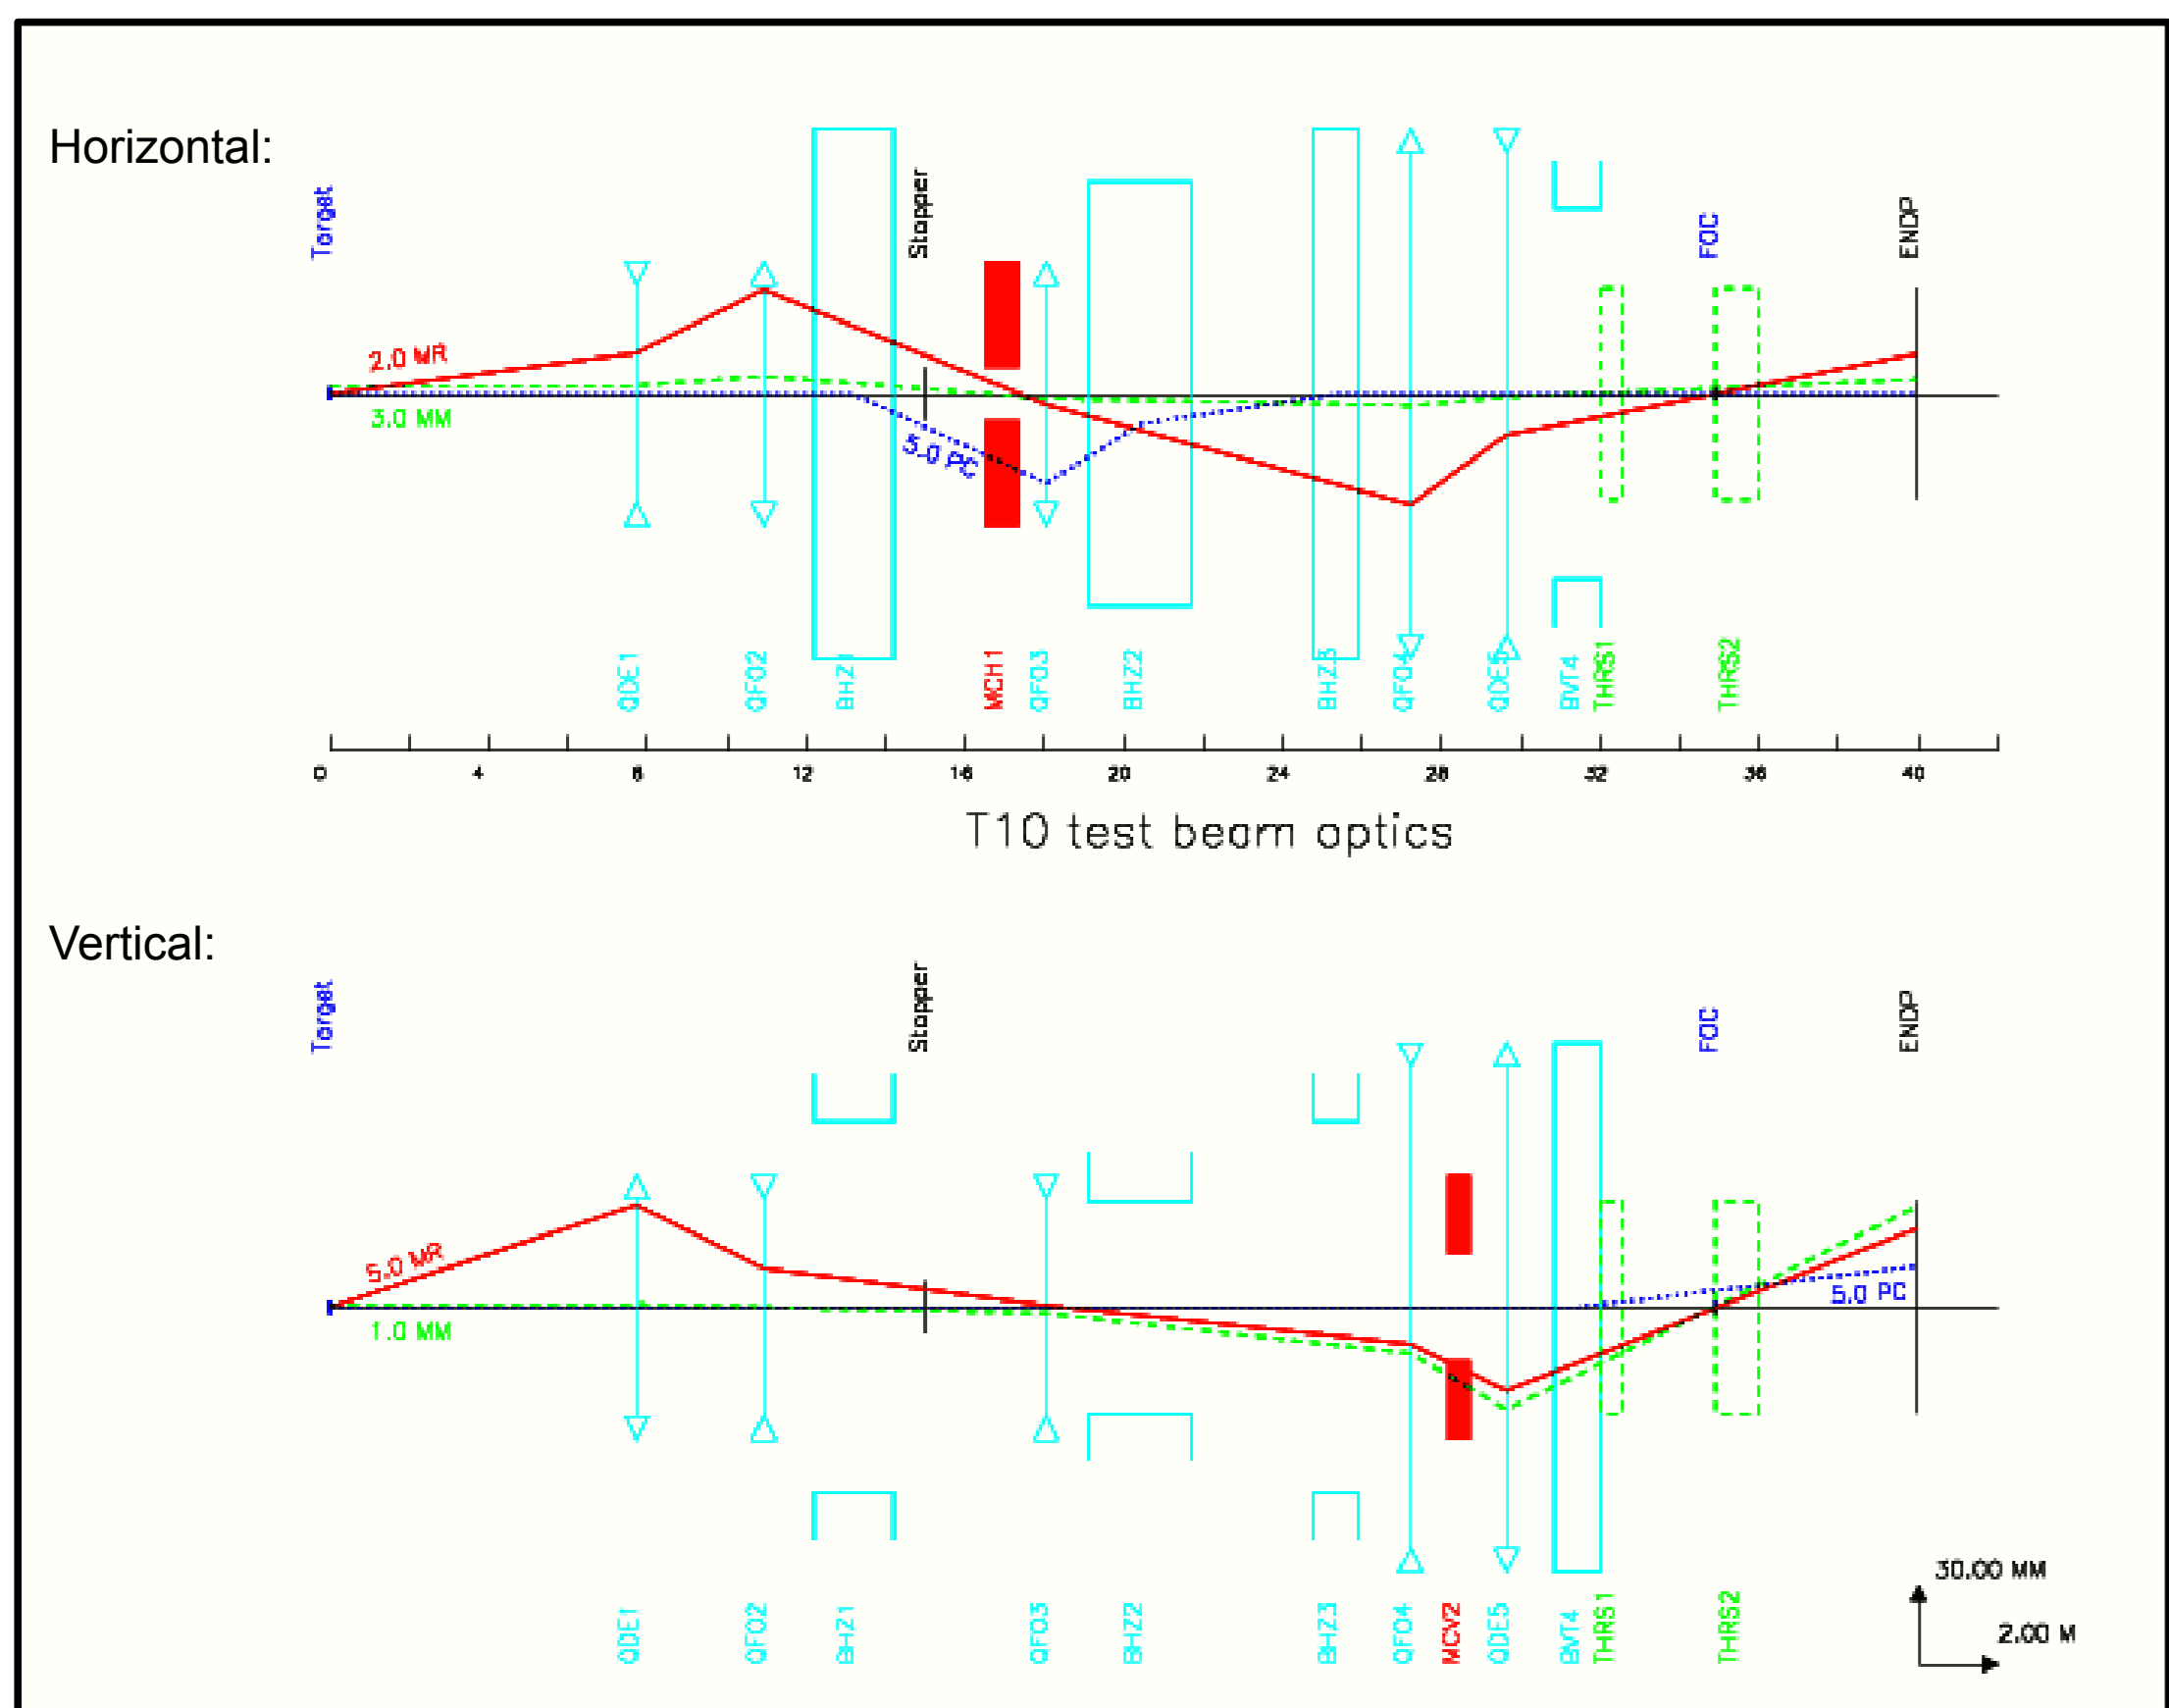 Horizontal:
Target
Stopper
FOC
ENDP
2.0 MR
3.0 MM
5.0 PC
QDE1
QFO2
BHZ1
MCH1
QFO3
BHZ2
BHZ3
QFO4
QDE5
BVT4
THRS1
THRS2
0 4 8 12 16 20 24 28 32 36 40
T10 test beam optics
Vertical:
Target
Stopper
FOC
ENDP
5.0 MR
1.0 MM
5.0 PC
30.00 MM
2.00 M
QDE1
QFO2
BHZ1
QFO3
BHZ2
BHZ3
QFO4
MCV2
QDE5
BVT4
THRS1
THRS2